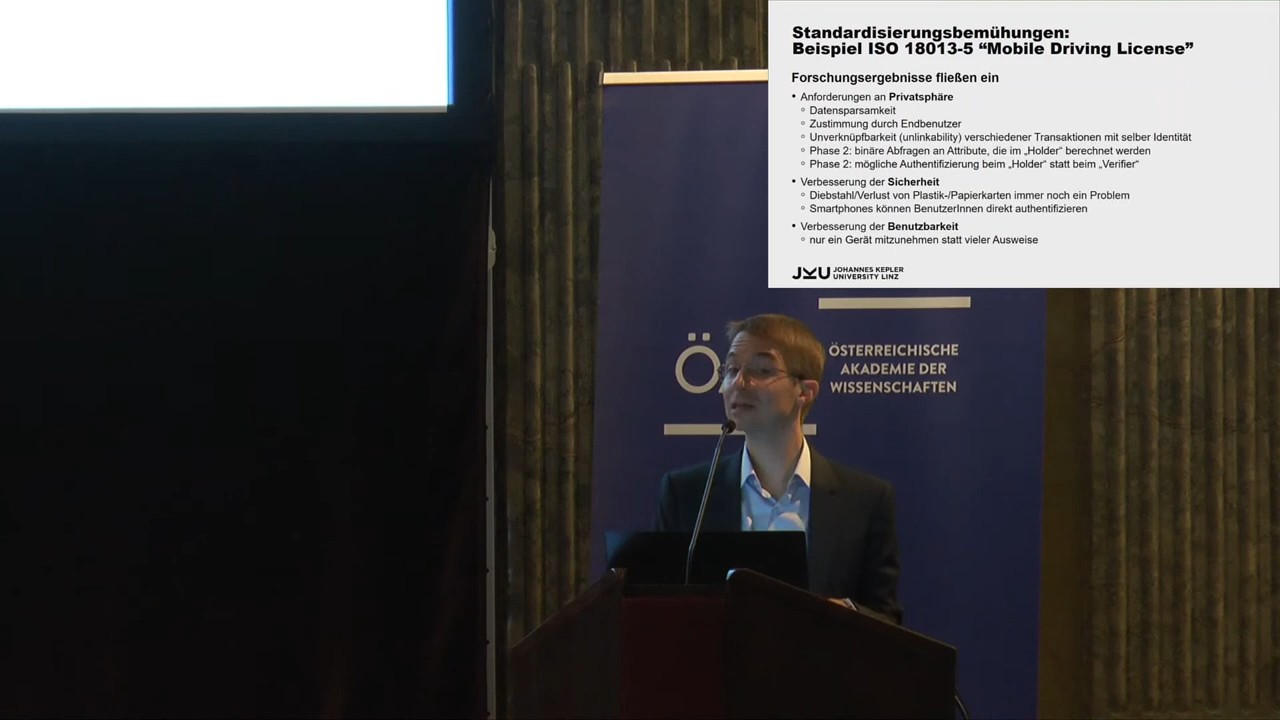 Standardisierungsbemühungen:
Beispiel ISO 18013-5 “Mobile Driving License”
Forschungsergebnisse fließen ein
• Anforderungen an Privatsphäre
◦ Datensparsamkeit
◦ Zustimmung durch Endbenutzer
◦ Unverknüpfbarkeit (unlinkability) verschiedener Transaktionen mit selber Identität
◦ Phase 2: binäre Abfragen an Attribute, die im „Holder“ berechnet werden
◦ Phase 2: mögliche Authentifizierung beim „Holder“ statt beim „Verifier“
• Verbesserung der Sicherheit
◦ Diebstahl/Verlust von Plastik-/Papierkarten immer noch ein Problem
◦ Smartphones können BenutzerInnen direkt authentifizieren
• Verbesserung der Benutzbarkeit
◦ nur ein Gerät mitzunehmen statt vieler Ausweise
JKU JOHANNES KEPLER
UNIVERSITY LINZ
ÖSTERREICHISCHE
AKADEMIE DER
WISSENSCHAFTEN